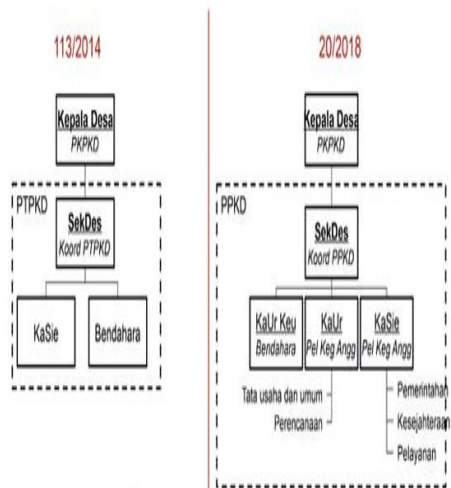 113/2014
Kepala Desa
PKPKD
PTPKD
SekDes
Koord PTPKD
KaSie
Bendahara
20/2018
Kepala Desa
PKPKD
PPKD
SekDes
Koord PPKD
KaUr Keu
Bendahara
KaUr
Pel Keg Angg
KaSie
Pel Keg Angg
Tata usaha dan umum
Perencanaan
Pemerintahan
Kesejahteraan
Pelayanan